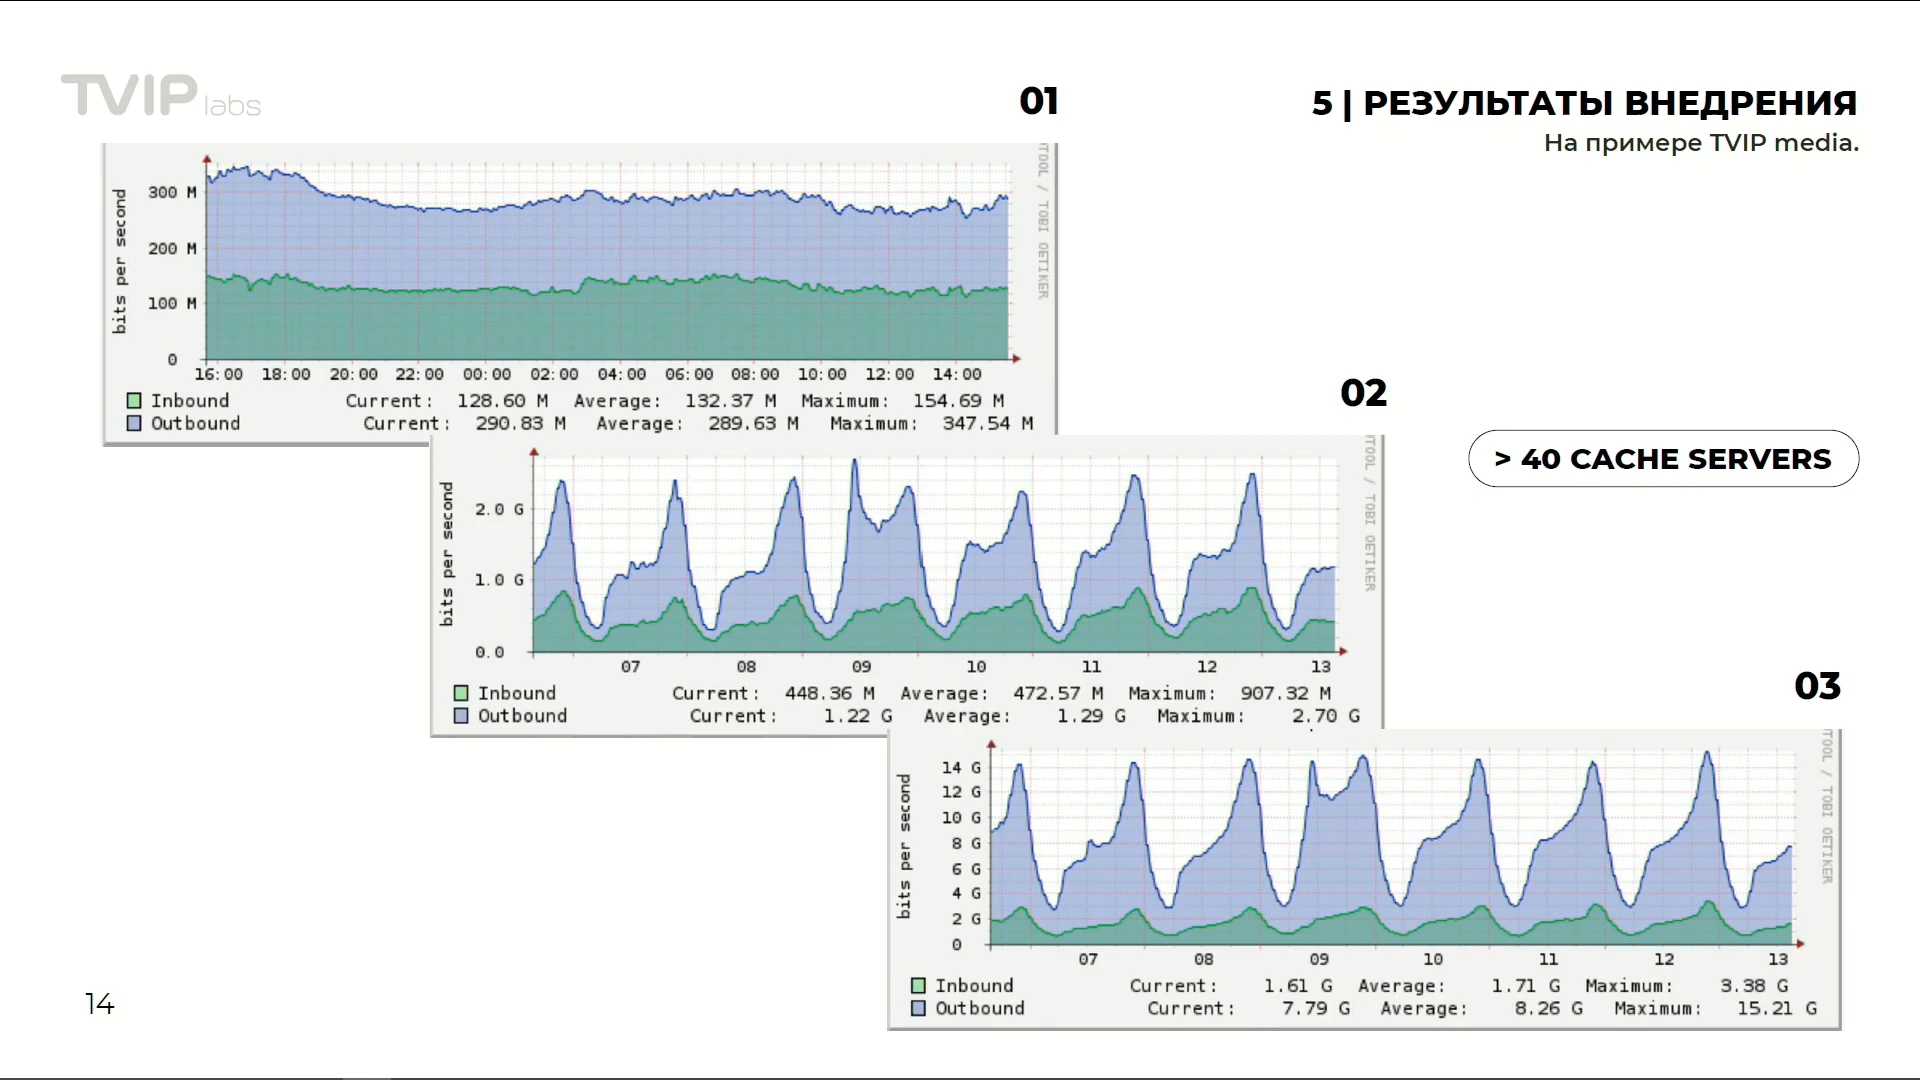 TVIP labs
5 | РЕЗУЛЬТАТЫ ВНЕДРЕНИЯ
На примере TVIP media.
01
bits per second
300 M
200 M
100 M
0
16:00 18:00 20:00 22:00 00:00 02:00 04:00 06:00 08:00 10:00 12:00 14:00
Inbound Current: 128.60 M Average: 132.37 M Maximum: 154.69 M
Outbound Current: 290.83 M Average: 289.63 M Maximum: 347.54 M
/ TOBI OETIKER
02
> 40 CACHE SERVERS
bits per second
2.0 G
1.0 G
0.0
07 08 09 10 11 12 13
Inbound Current: 448.36 M Average: 472.57 M Maximum: 907.32 M
Outbound Current: 1.22 G Average: 1.29 G Maximum: 2.70 G
/ TOBI OETIKER
03
bits per second
14 G
12 G
10 G
8 G
6 G
4 G
2 G
0
07 08 09 10 11 12 13
Inbound Current: 1.61 G Average: 1.71 G Maximum: 3.38 G
Outbound Current: 7.79 G Average: 8.26 G Maximum: 15.21 G
/ TOBI OETIKER
14